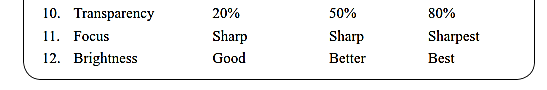 10. Transparency 20% 50% 80%
11. Focus Sharp Sharp Sharpest
12. Brightness Good Better Best